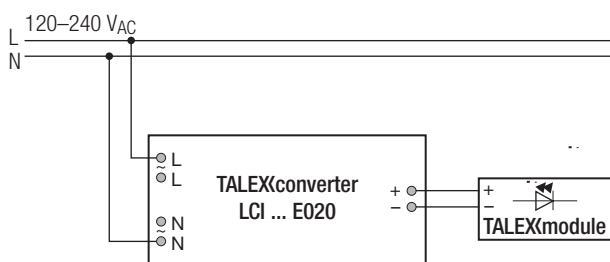 120–240 VAC
L
N
L
~
L
N
~
N
TALEX⟨⟨converter
LCI ... E020
+
−
+
−
TALEX⟨⟨module